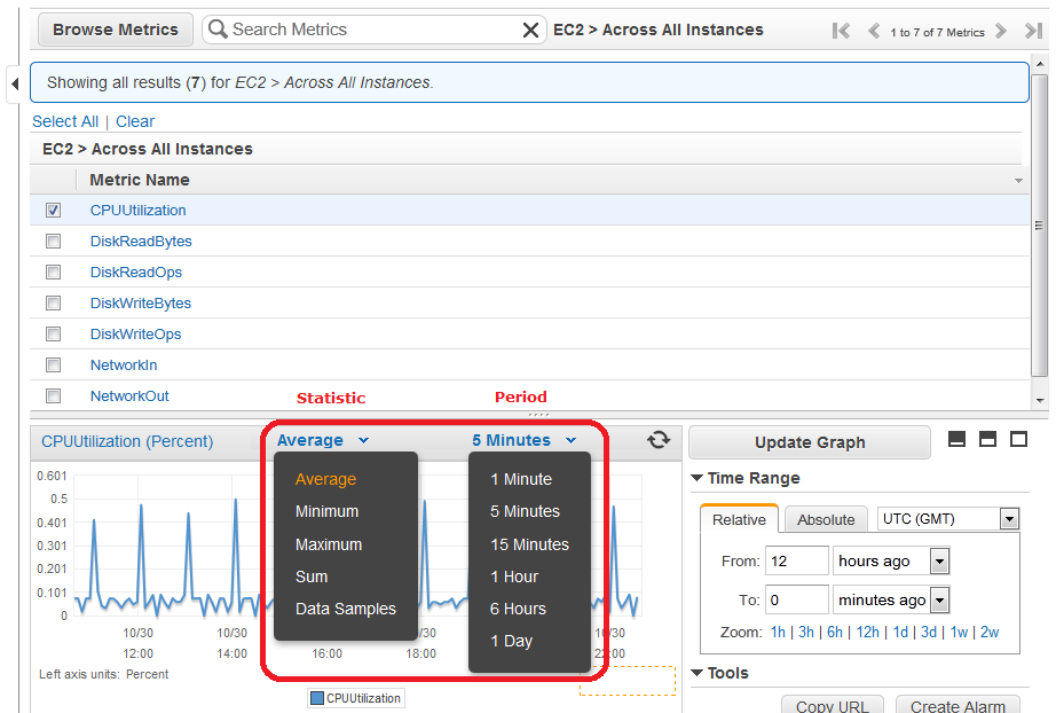 Browse Metrics Search Metrics EC2 > Across All Instances 1 to 7 of 7 Metrics
Showing all results (7) for EC2 > Across All Instances.
Select All | Clear
EC2 > Across All Instances
Metric Name
CPUUtilization
DiskReadBytes
DiskReadOps
DiskWriteBytes
DiskWriteOps
NetworkIn
NetworkOut
Statistic Period
CPUUtilization (Percent) Average 5 Minutes
Average
Minimum
Maximum
Sum
Data Samples
1 Minute
5 Minutes
15 Minutes
1 Hour
6 Hours
1 Day
0.601
0.5
0.401
0.301
0.201
0.101
0
10/30 10/30 /30 10/30
12:00 14:00 16:00 18:00 22:00
Left axis units: Percent
CPUUtilization
Update Graph
Time Range
Relative Absolute UTC (GMT)
From: 12 hours ago
To: 0 minutes ago
Zoom: 1h | 3h | 6h | 12h | 1d | 3d | 1w | 2w
Tools
Copy URL Create Alarm